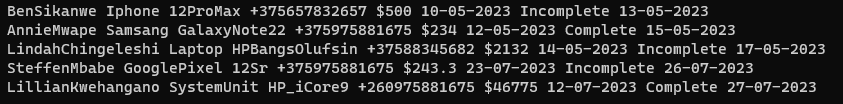 BenSikanwe Iphone 12ProMax +375657832657 $500 10-05-2023 Incomplete 13-05-2023
AnnieMwape Samsang GalaxyNote22 +375975881675 $234 12-05-2023 Complete 15-05-2023
LindahChingeleshi Laptop HPBangsOlufsin +37588345682 $2132 14-05-2023 Incomplete 17-05-2023
SteffenMbabe GooglePixel 12Sr +375975881675 $243.3 23-07-2023 Incomplete 26-07-2023
LillianKwehangano SystemUnit HP_iCore9 +260975881675 $46775 12-07-2023 Complete 27-07-2023